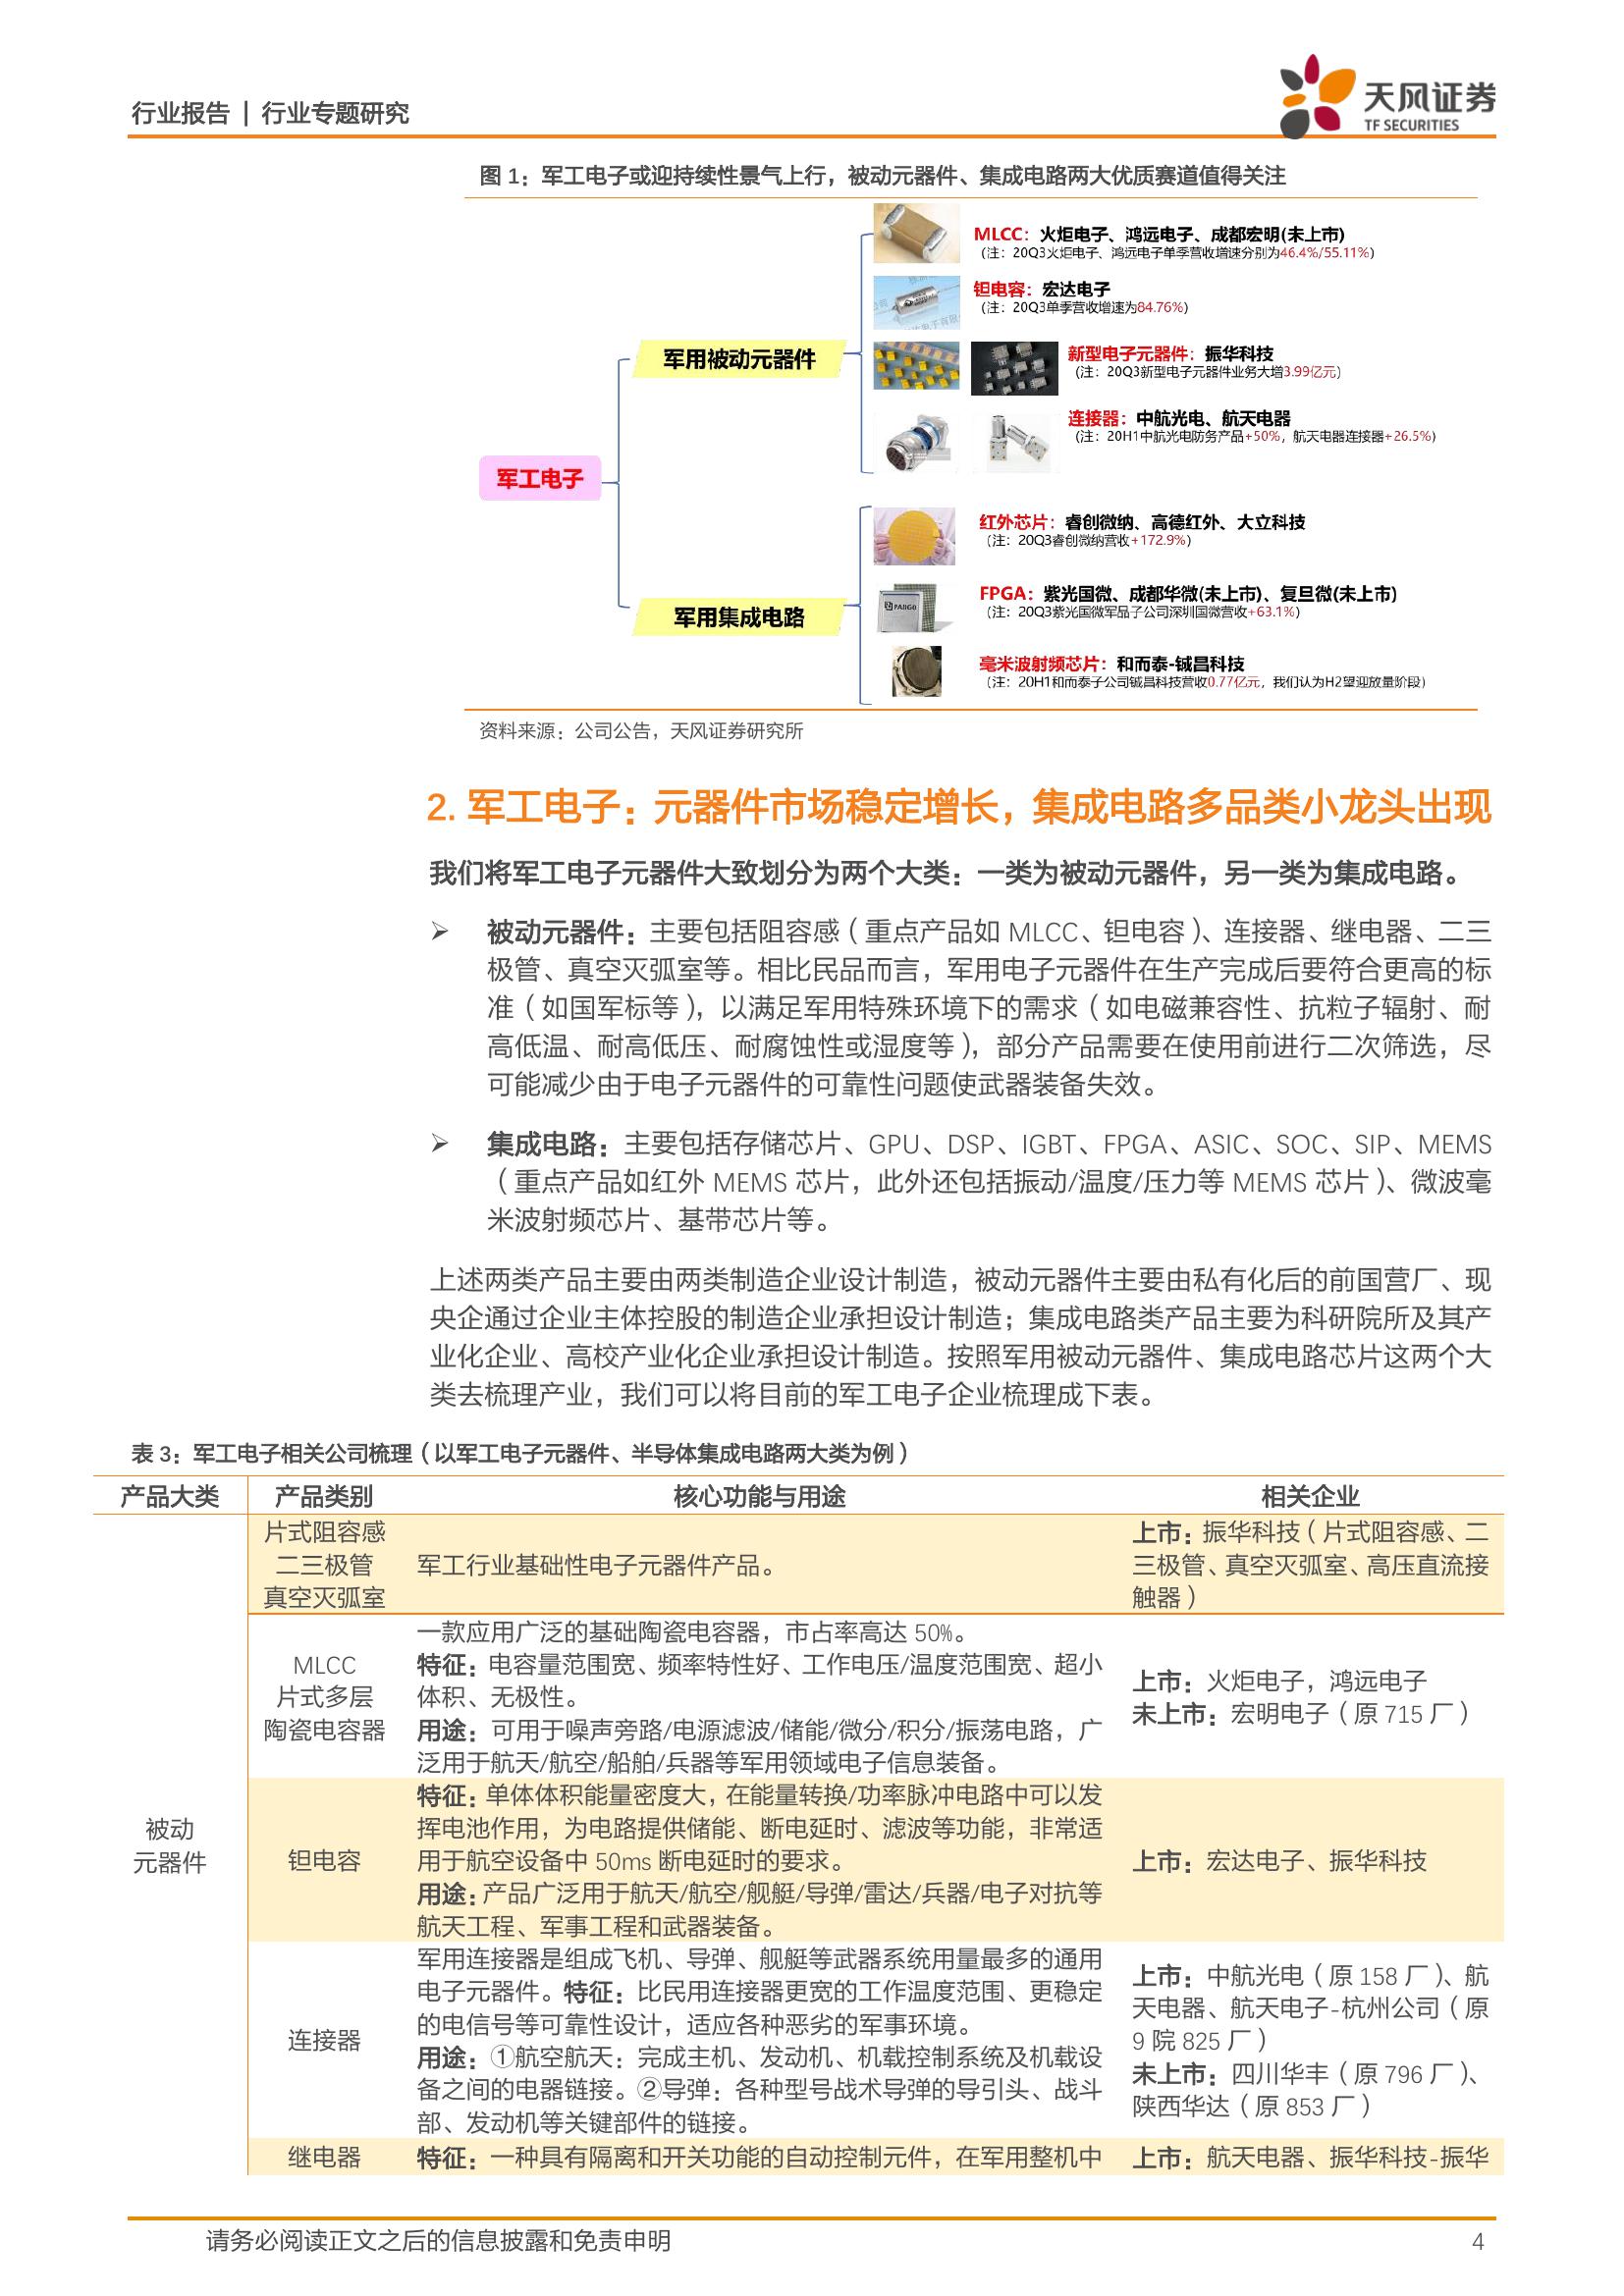 行业报告 | 行业专题研究
天风证券
TF SECURITIES
图 1：军工电子或迎持续性景气上行，被动元器件、集成电路两大优质赛道值得关注
军工电子
军用被动元器件
MLCC：火炬电子、鸿远电子、成都宏明(未上市)
（注：20Q3火炬电子、鸿远电子单季营收增速分别为46.4%/55.11%）
钽电容：宏达电子
（注：20Q3单季营收增速为84.76%）
新型电子元器件：振华科技
（注：20Q3新型电子元器件业务大增3.99亿元）
连接器：中航光电、航天电器
（注：20H1中航光电防务产品+50%，航天电器连接器+26.5%）
军用集成电路
红外芯片：睿创微纳、高德红外、大立科技
（注：20Q3睿创微纳营收+172.9%）
FPGA：紫光国微、成都华微(未上市)、复旦微(未上市)
（注：20Q3紫光国微军品子公司深圳国微营收+63.1%）
毫米波射频芯片：和而泰-铖昌科技
（注：20H1和而泰子公司铖昌科技营收0.77亿元，我们认为H2望迎放量阶段）
资料来源：公司公告，天风证券研究所
2. 军工电子：元器件市场稳定增长，集成电路多品类小龙头出现
我们将军工电子元器件大致划分为两个大类：一类为被动元器件，另一类为集成电路。
➢ 被动元器件：主要包括阻容感（重点产品如 MLCC、钽电容）、连接器、继电器、二三
极管、真空灭弧室等。相比民品而言，军用电子元器件在生产完成后要符合更高的标
准（如国军标等），以满足军用特殊环境下的需求（如电磁兼容性、抗粒子辐射、耐
高低温、耐高低压、耐腐蚀性或湿度等），部分产品需要在使用前进行二次筛选，尽
可能减少由于电子元器件的可靠性问题使武器装备失效。
➢ 集成电路：主要包括存储芯片、GPU、DSP、IGBT、FPGA、ASIC、SOC、SIP、MEMS
（重点产品如红外 MEMS 芯片，此外还包括振动/温度/压力等 MEMS 芯片）、微波毫
米波射频芯片、基带芯片等。
上述两类产品主要由两类制造企业设计制造，被动元器件主要由私有化后的前国营厂、现
央企通过企业主体控股的制造企业承担设计制造；集成电路类产品主要为科研院所及其产
业化企业、高校产业化企业承担设计制造。按照军用被动元器件、集成电路芯片这两个大
类去梳理产业，我们可以将目前的军工电子企业梳理成下表。
表 3：军工电子相关公司梳理（以军工电子元器件、半导体集成电路两大类为例）
产品大类 产品类别 核心功能与用途 相关企业
被动
元器件
片式阻容感
二三极管
真空灭弧室
军工行业基础性电子元器件产品。
上市：振华科技（片式阻容感、二
三极管、真空灭弧室、高压直流接
触器）
MLCC
片式多层
陶瓷电容器
一款应用广泛的基础陶瓷电容器，市占率高达 50%。
特征：电容量范围宽、频率特性好、工作电压/温度范围宽、超小
体积、无极性。
用途：可用于噪声旁路/电源滤波/储能/微分/积分/振荡电路，广
泛用于航天/航空/船舶/兵器等军用领域电子信息装备。
上市：火炬电子，鸿远电子
未上市：宏明电子（原 715 厂）
钽电容
特征：单体体积能量密度大，在能量转换/功率脉冲电路中可以发
挥电池作用，为电路提供储能、断电延时、滤波等功能，非常适
用于航空设备中 50ms 断电延时的要求。
用途：产品广泛用于航天/航空/舰艇/导弹/雷达/兵器/电子对抗等
航天工程、军事工程和武器装备。
上市：宏达电子、振华科技
连接器
军用连接器是组成飞机、导弹、舰艇等武器系统用量最多的通用
电子元器件。特征：比民用连接器更宽的工作温度范围、更稳定
的电信号等可靠性设计，适应各种恶劣的军事环境。
用途：①航空航天：完成主机、发动机、机载控制系统及机载设
备之间的电器链接。②导弹：各种型号战术导弹的导引头、战斗
部、发动机等关键部件的链接。
上市：中航光电（原 158 厂）、航
天电器、航天电子-杭州公司（原
9 院 825 厂）
未上市：四川华丰（原 796 厂）、
陕西华达（原 853 厂）
继电器
特征：一种具有隔离和开关功能的自动控制元件，在军用整机中
上市：航天电器、振华科技-振华
请务必阅读正文之后的信息披露和免责申明
4